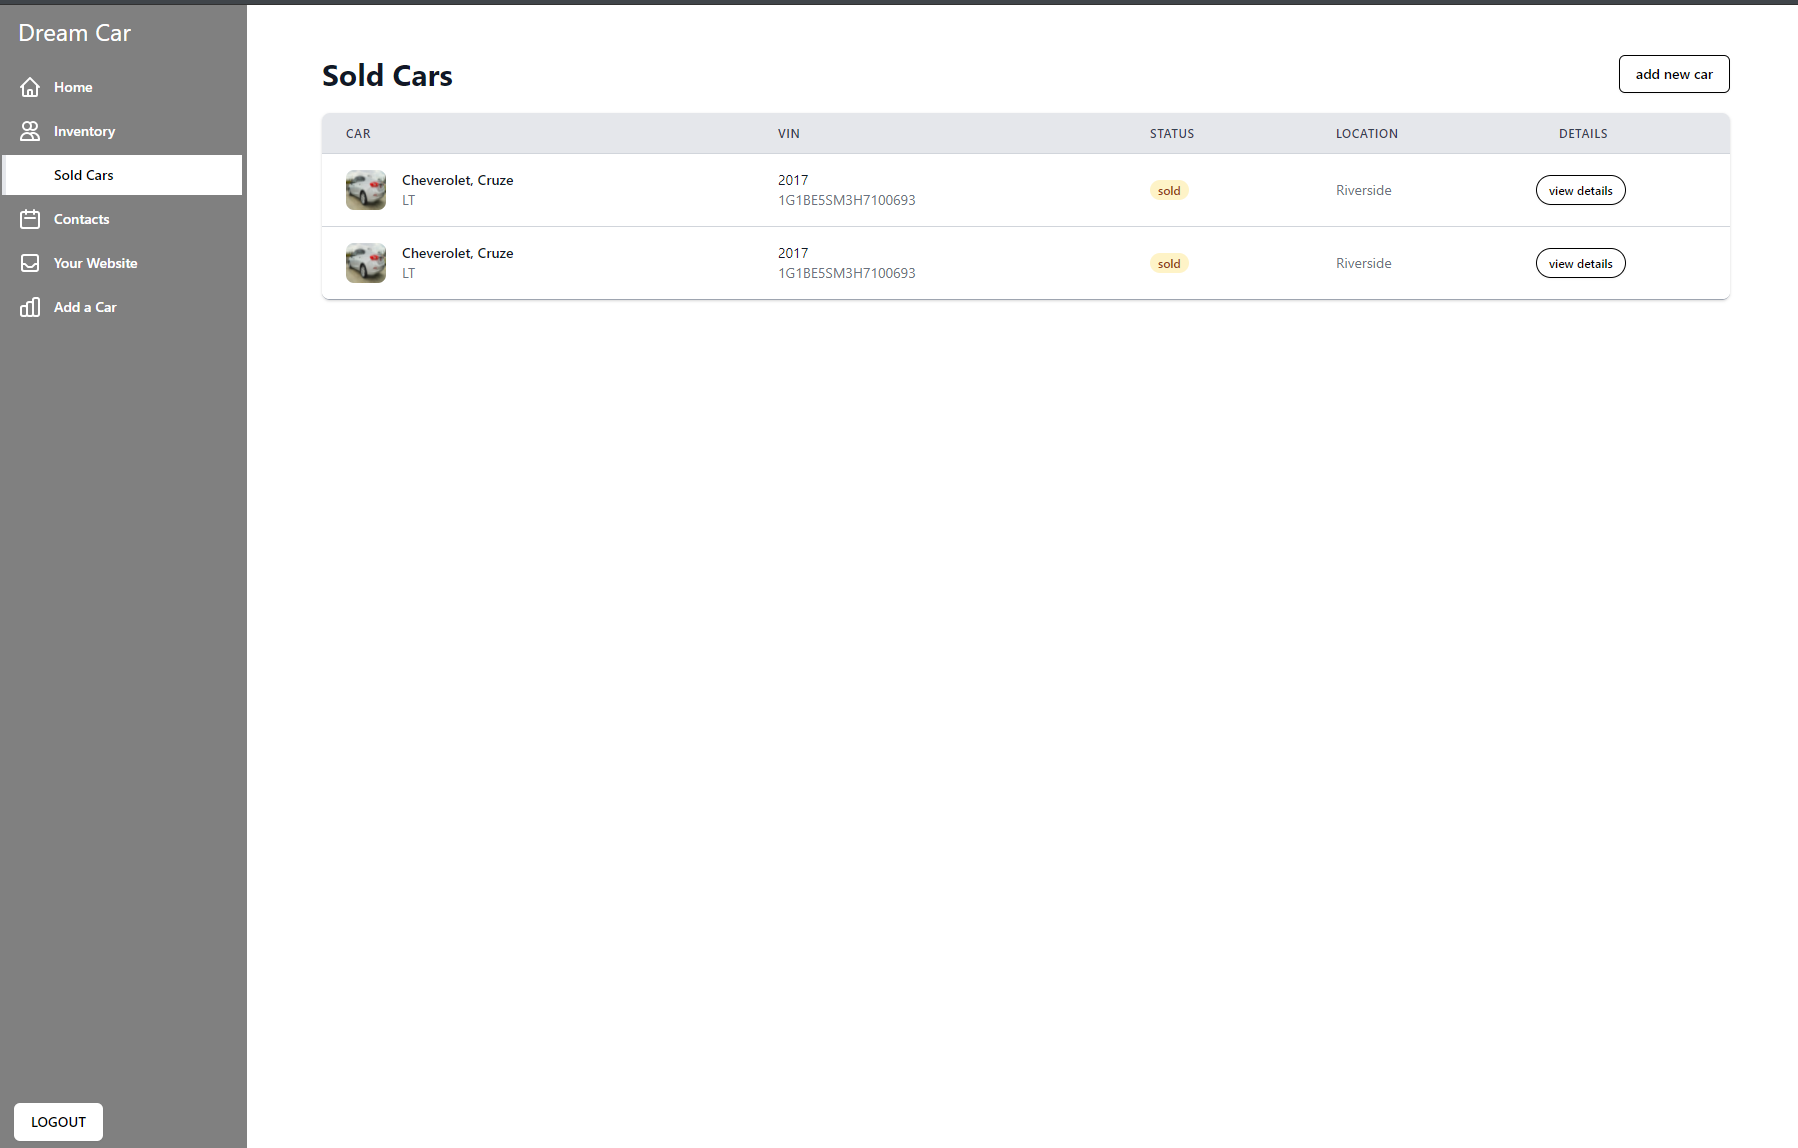 Dream Car
Home
Inventory
Sold Cars
Contacts
Your Website
Add a Car
LOGOUT
Sold Cars
add new car
CAR VIN STATUS LOCATION DETAILS
Cheverolet, Cruze 2017
LT 1G1BE5SM3H7100693 sold Riverside view details
Cheverolet, Cruze 2017
LT 1G1BE5SM3H7100693 sold Riverside view details